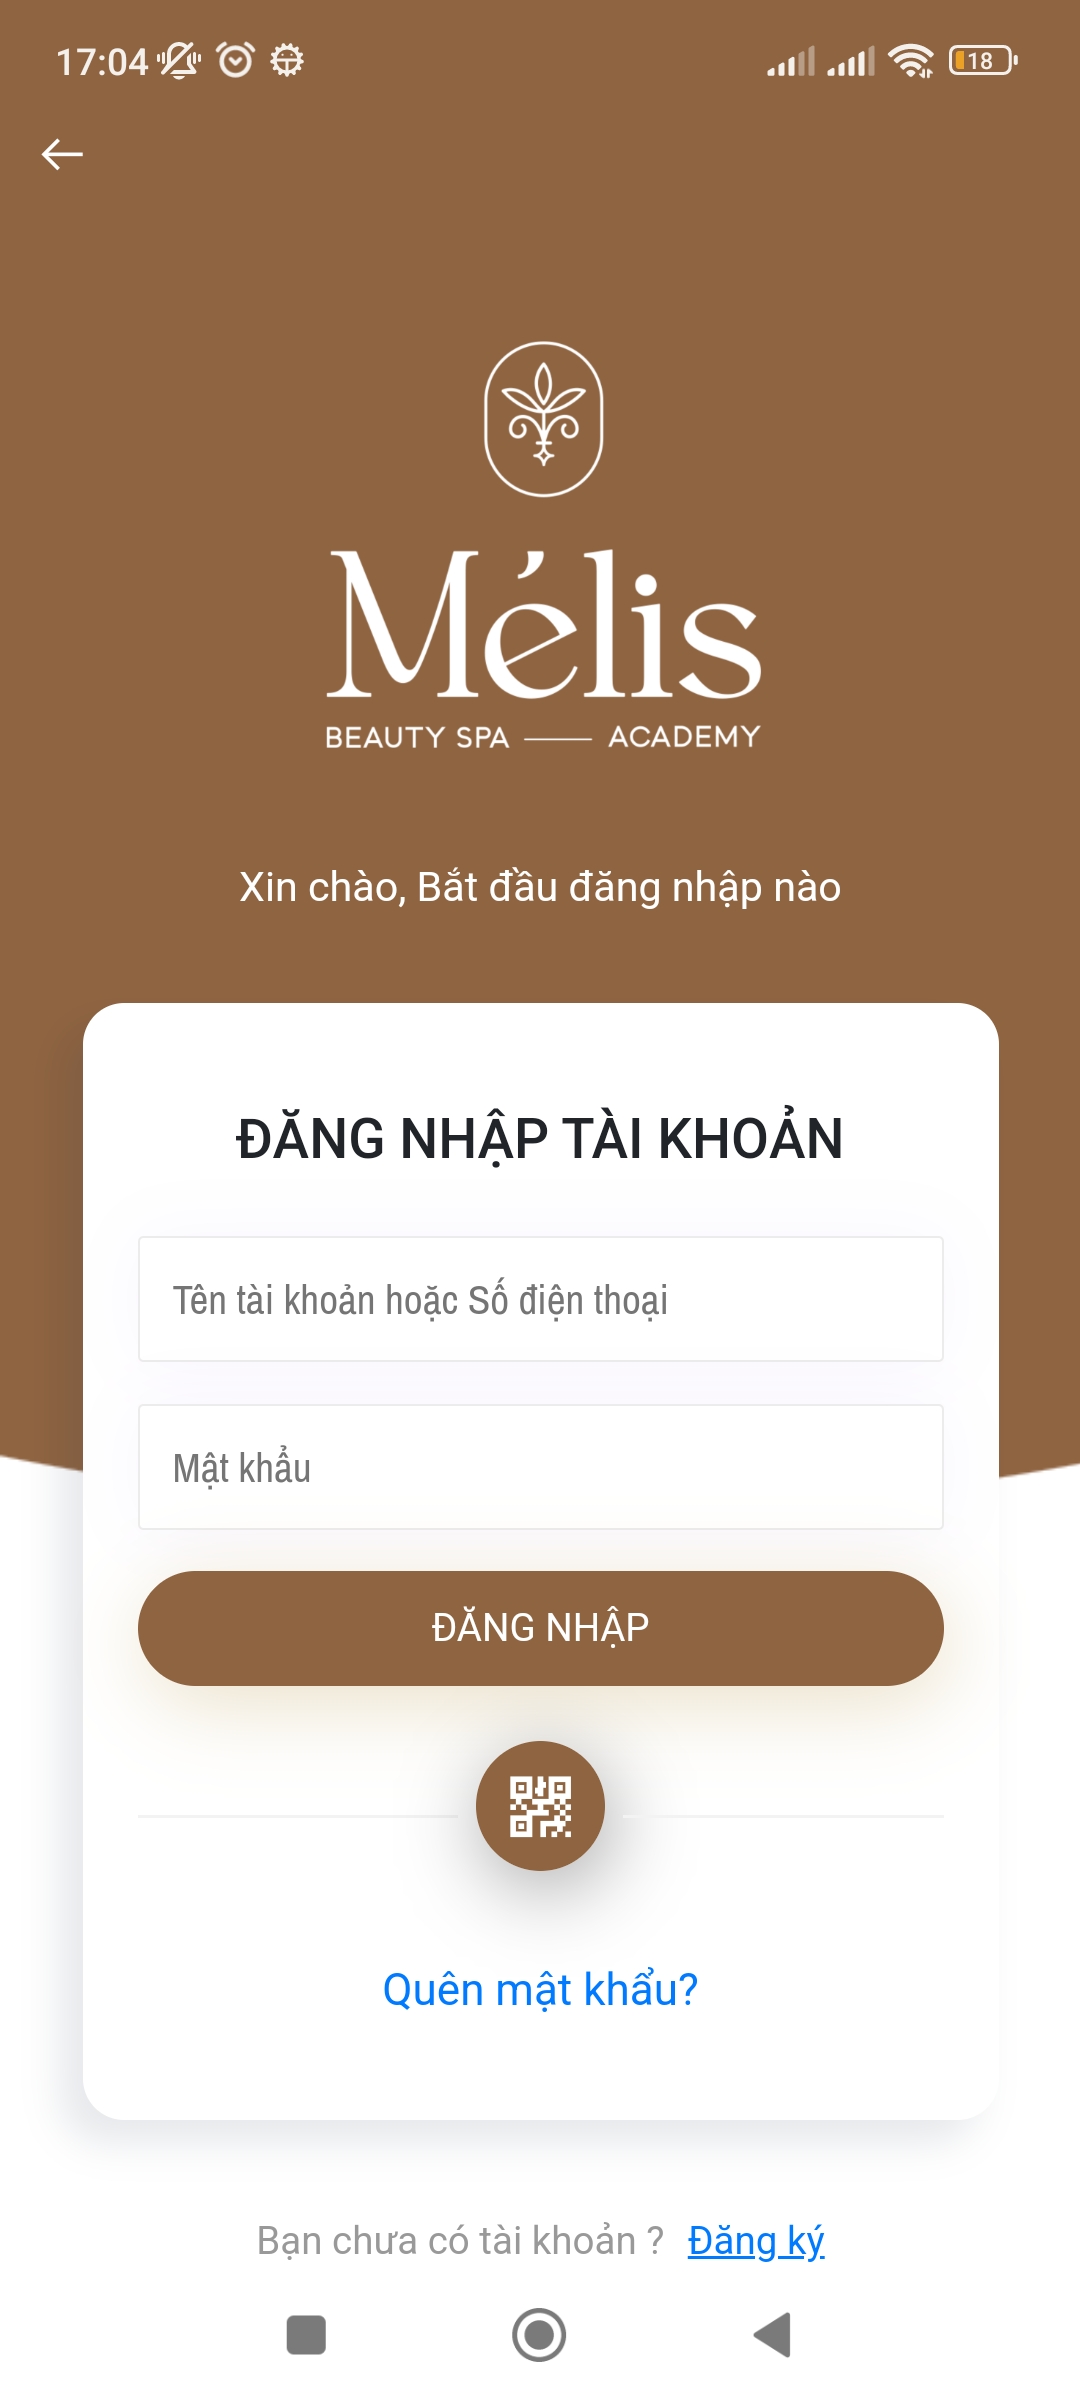 17:04
18
Mélis
BEAUTY SPA — ACADEMY
Xin chào, Bắt đầu đăng nhập nào
ĐĂNG NHẬP TÀI KHOẢN
Tên tài khoản hoặc Số điện thoại
Mật khẩu
ĐĂNG NHẬP
Quên mật khẩu?
Bạn chưa có tài khoản ? Đăng ký